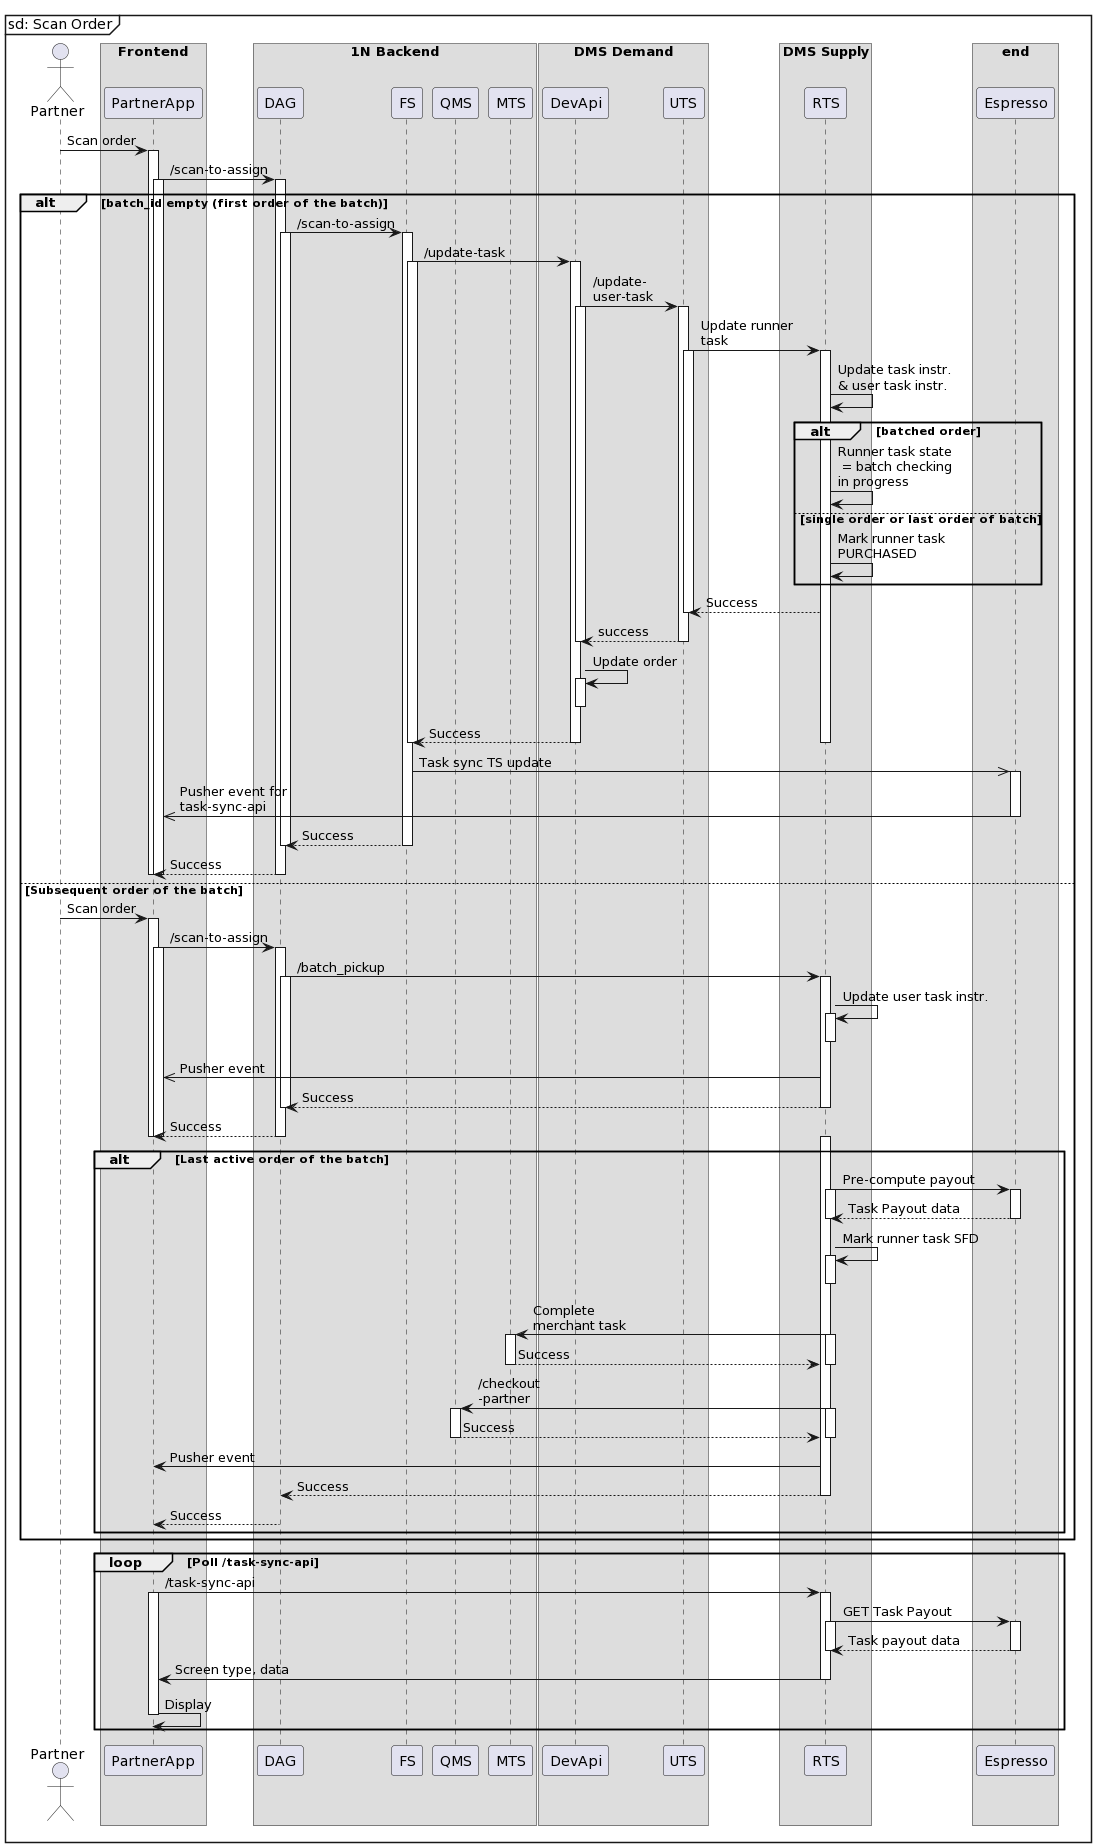 sd: Scan Order
Frontend
1N Backend
DMS Demand
DMS Supply
end
Partner
PartnerApp
DAG
FS
QMS
MTS
DevApi
UTS
RTS
Espresso
Scan order
/scan-to-assign
alt
[batch_id empty (first order of the batch)]
/scan-to-assign
/update-task
/update-
user-task
Update runner
task
Update task instr.
& user task instr.
alt
[batched order]
Runner task state
= batch checking
in progress
[single order or last order of batch]
Mark runner task
PURCHASED
Success
success
Update order
Success
Task sync TS update
Pusher event for
task-sync-api
Success
Success
[Subsequent order of the batch]
Scan order
/scan-to-assign
/batch_pickup
Update user task instr.
Pusher event
Success
Success
alt
[Last active order of the batch]
Pre-compute payout
Task Payout data
Mark runner task SFD
Complete
merchant task
Success
/checkout
-partner
Success
Pusher event
Success
Success
loop
[Poll /task-sync-api]
/task-sync-api
GET Task Payout
Task payout data
Screen type, data
Display
Partner
PartnerApp
DAG
FS
QMS
MTS
DevApi
UTS
RTS
Espresso